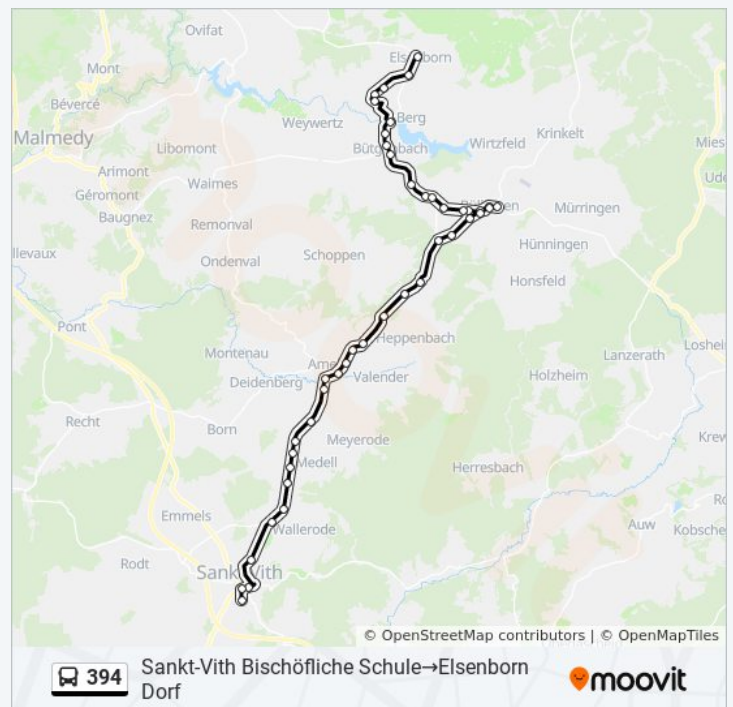 Ovifat
Elsenborn
Mont
Bévercé
Weywertz
Berg
Krinkelt
Malmedy
Libomont
Bütgenbach
Wirtzfeld
Mies
Arimont
Waimes
Ude
Géromont
Baugnez
Mürringen
Remonval
Hünningen
llevaux
Ondenval
Schoppen
Honsfeld
Pont
Heppenbach
Losheim
Montenau
Lanzerath
Deidenberg
Valender
Holzheim
Recht
Born
Meyerode
Krew
Medell
Herresbach
Emmels
Wallerode
Auw
Kobsche
Rodt
Sankt Vith
© OpenStreetMap contributors | © OpenMapTiles
394
Sankt-Vith Bischöfliche Schule→Elsenborn
Dorf
moovit